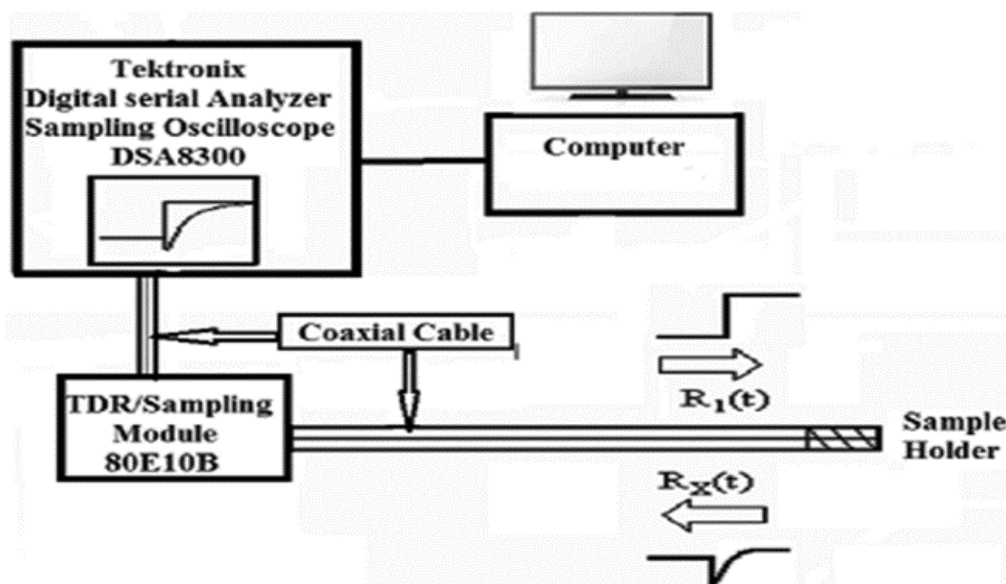 Tektronix
Digital serial Analyzer
Sampling Oscilloscope
DSA8300
Computer
Coaxial Cable
TDR/Sampling
Module
80E10B
R1(t)
Sample
Holder
RX(t)